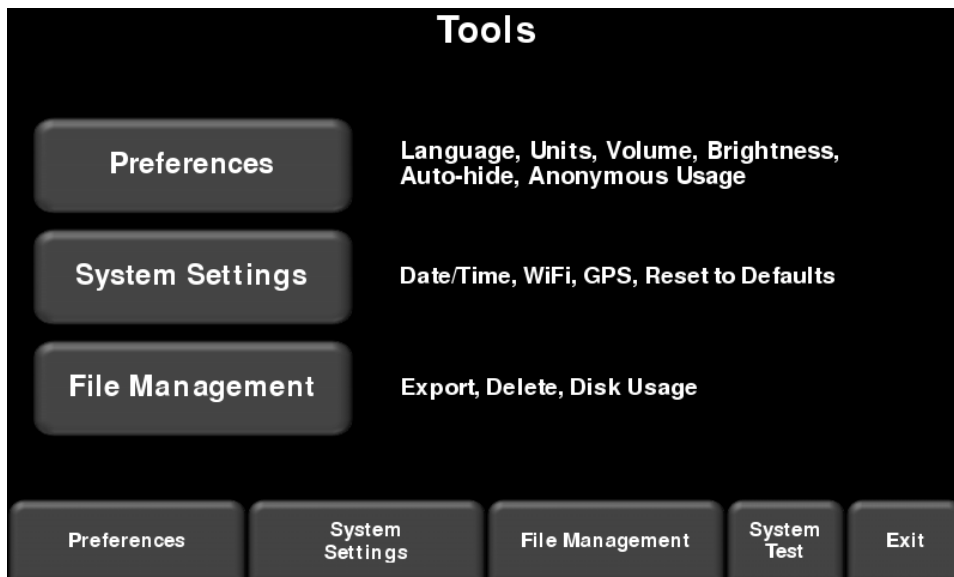 Tools
Preferences
Language, Units, Volume, Brightness,
Auto-hide, Anonymous Usage
System Settings
Date/Time, WiFi, GPS, Reset to Defaults
File Management
Export, Delete, Disk Usage
Preferences
System
Settings
File Management
System
Test
Exit